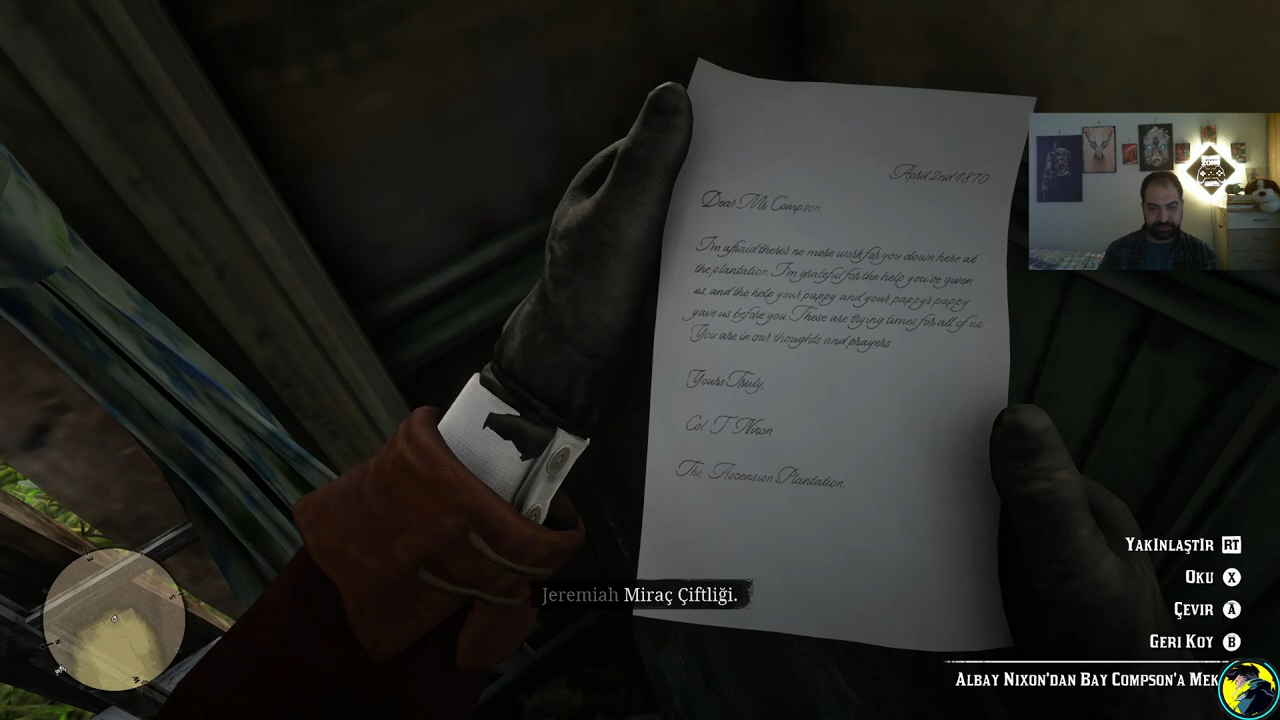 April 2nd 1870
Dear Mr Compson,
I'm afraid there's no more work for you down here at
the plantation. I'm grateful for the help you've given
us, and the help your pappy and your pappy's pappy
gave us before you. These are trying times for all of us.
You are in our thoughts and prayers.
Yours Truly,
Col. T Nixon
The Ascension Plantation.
Jeremiah Miraç Çiftliği.
YAKINLAŞTIR RT
OKU X
ÇEVİR A
GERİ KOY B
ALBAY NIXON'DAN BAY COMPSON'A MEK